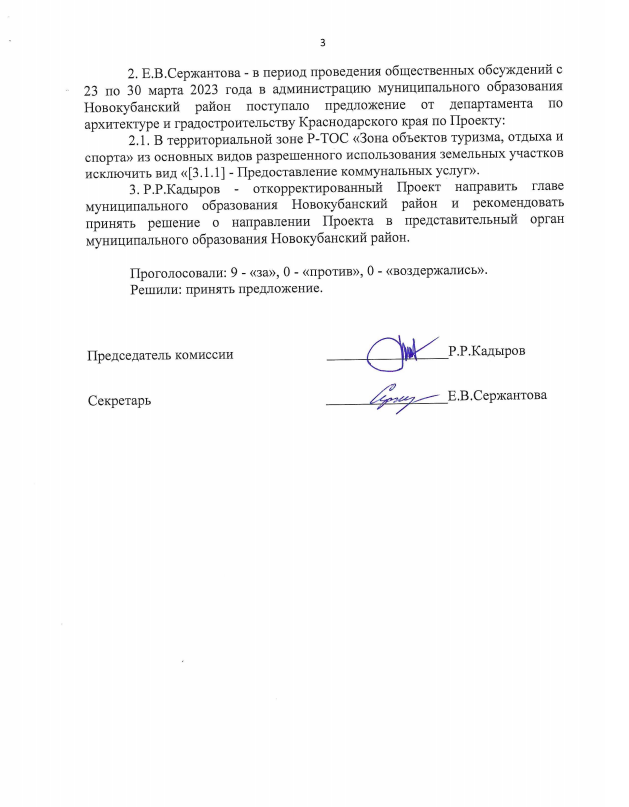 3
2. Е.В.Сержантова - в период проведения общественных обсуждений с
23 по 30 марта 2023 года в администрацию муниципального образования
Новокубанский район поступало предложение от департамента по
архитектуре и градостроительству Краснодарского края по Проекту:
2.1. В территориальной зоне Р-ТОС «Зона объектов туризма, отдыха и
спорта» из основных видов разрешенного использования земельных участков
исключить вид «[3.1.1] - Предоставление коммунальных услуг».
3. Р.Р.Кадыров - откорректированный Проект направить главе
муниципального образования Новокубанский район и рекомендовать
принять решение о направлении Проекта в представительный орган
муниципального образования Новокубанский район.
Проголосовали: 9 - «за», 0 - «против», 0 - «воздержались».
Решили: принять предложение.
Председатель комиссии Р.Р.Кадыров
Секретарь Е.В.Сержантова